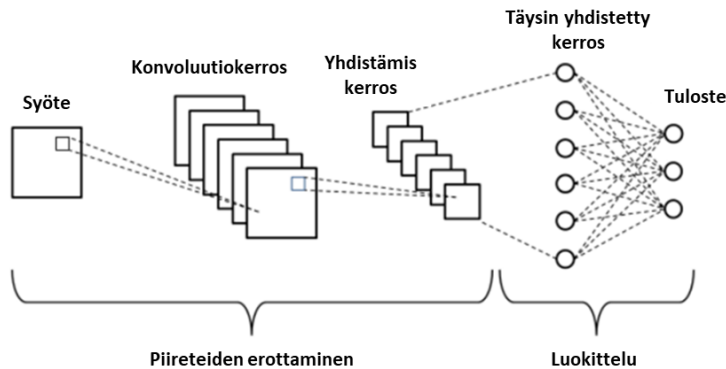 Syöte
Konvoluutiokerros
Yhdistämis
kerros
Täysin yhdistetty
kerros
Tuloste
Piireteiden erottaminen
Luokittelu